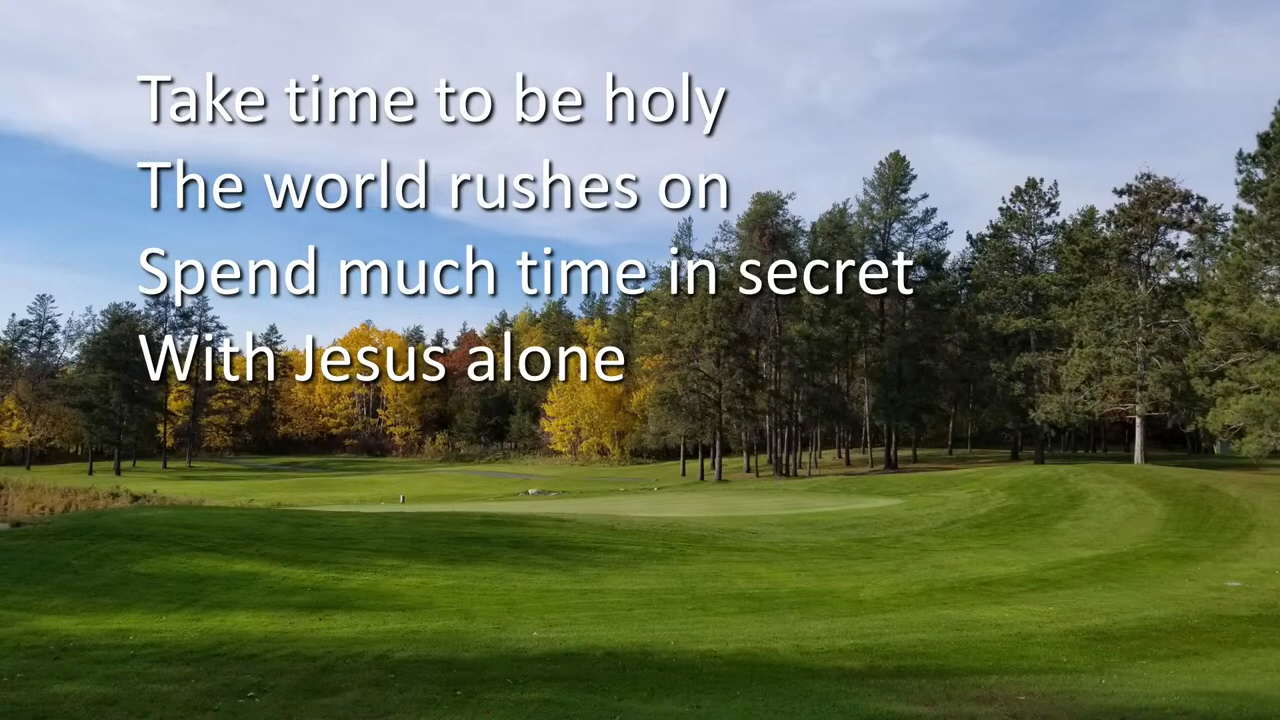 Take time to be holy
The world rushes on
Spend much time in secret
With Jesus alone